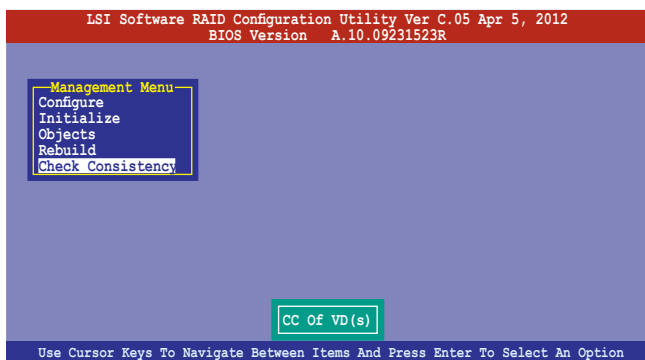 LSI Software RAID Configuration Utility Ver C.05 Apr 5, 2012
BIOS Version A.10.09231523R
Management Menu
Configure
Initialize
Objects
Rebuild
Check Consistency
CC Of VD(s)
Use Cursor Keys To Navigate Between Items And Press Enter To Select An Option